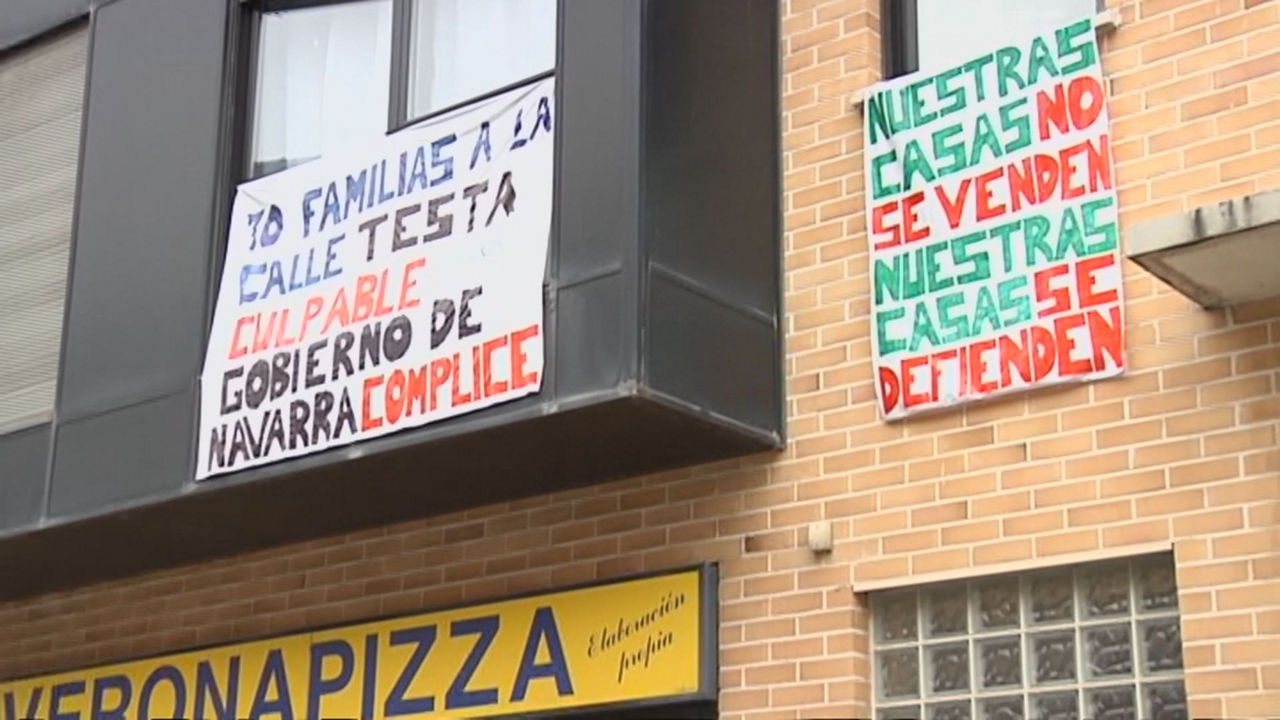 70 FAMILIAS A LA
CALLE TESTA
CULPABLE
GOBIERNO DE
NAVARRA COMPLICE
NUESTRAS
CASAS NO
SE VENDEN
NUESTRAS
CASAS SE
DEFIENDEN
VERONAPIZZA
Elaboración
propia